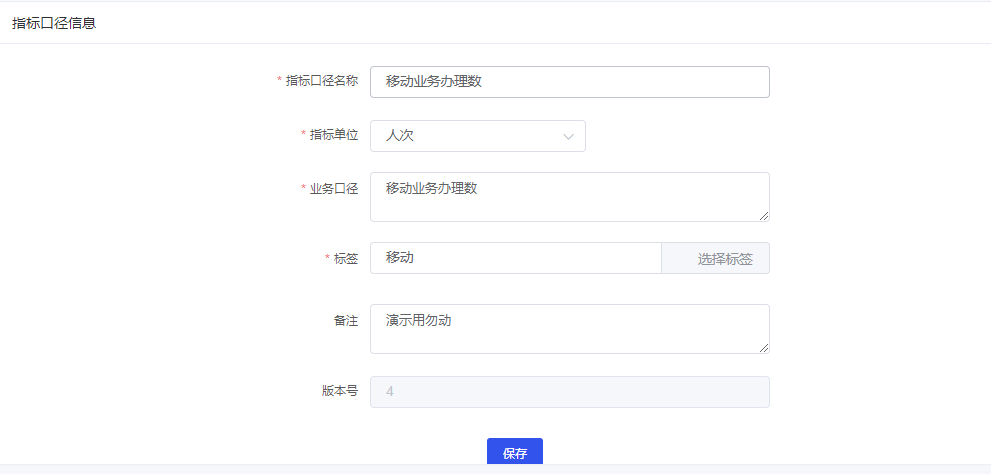 指标口径信息
* 指标口径名称 移动业务办理数
* 指标单位 人次
* 业务口径 移动业务办理数
* 标签 移动 选择标签
备注 演示用勿动
版本号 4
保存